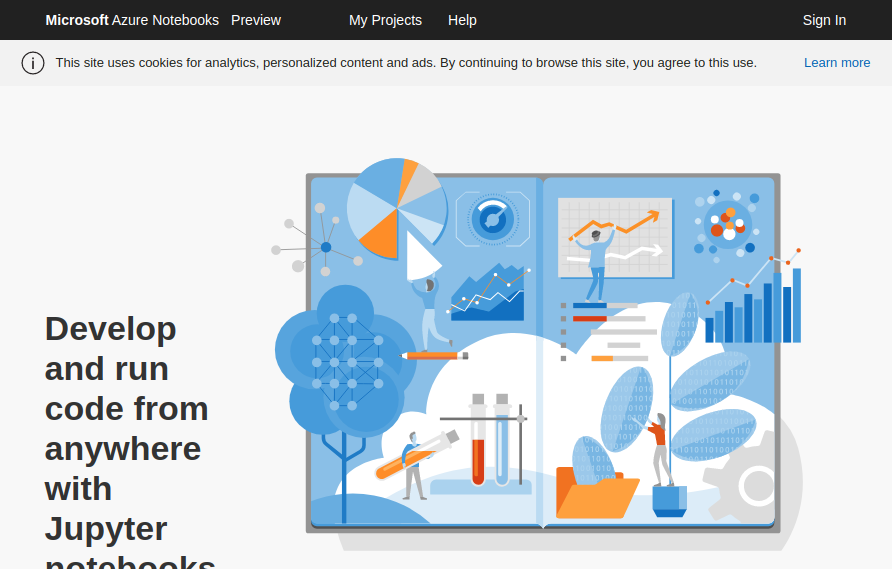 Microsoft Azure Notebooks Preview My Projects Help Sign In
This site uses cookies for analytics, personalized content and ads. By continuing to browse this site, you agree to this use. Learn more
Develop
and run
code from
anywhere
with
Jupyter
notebooks